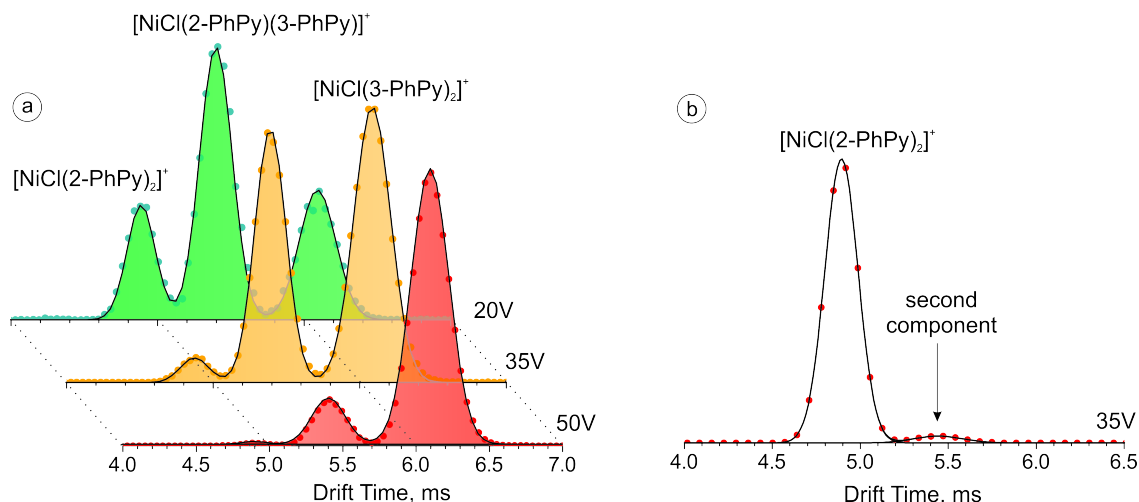 [NiCl(2-PhPy)(3-PhPy)]⁺
a
[NiCl(3-PhPy)₂]⁺
[NiCl(2-PhPy)₂]⁺
20V
35V
50V
4.0 4.5 5.0 5.5 6.0 6.5 7.0
Drift Time, ms
b
[NiCl(2-PhPy)₂]⁺
second
component
35V
4.0 4.5 5.0 5.5 6.0 6.5
Drift Time, ms